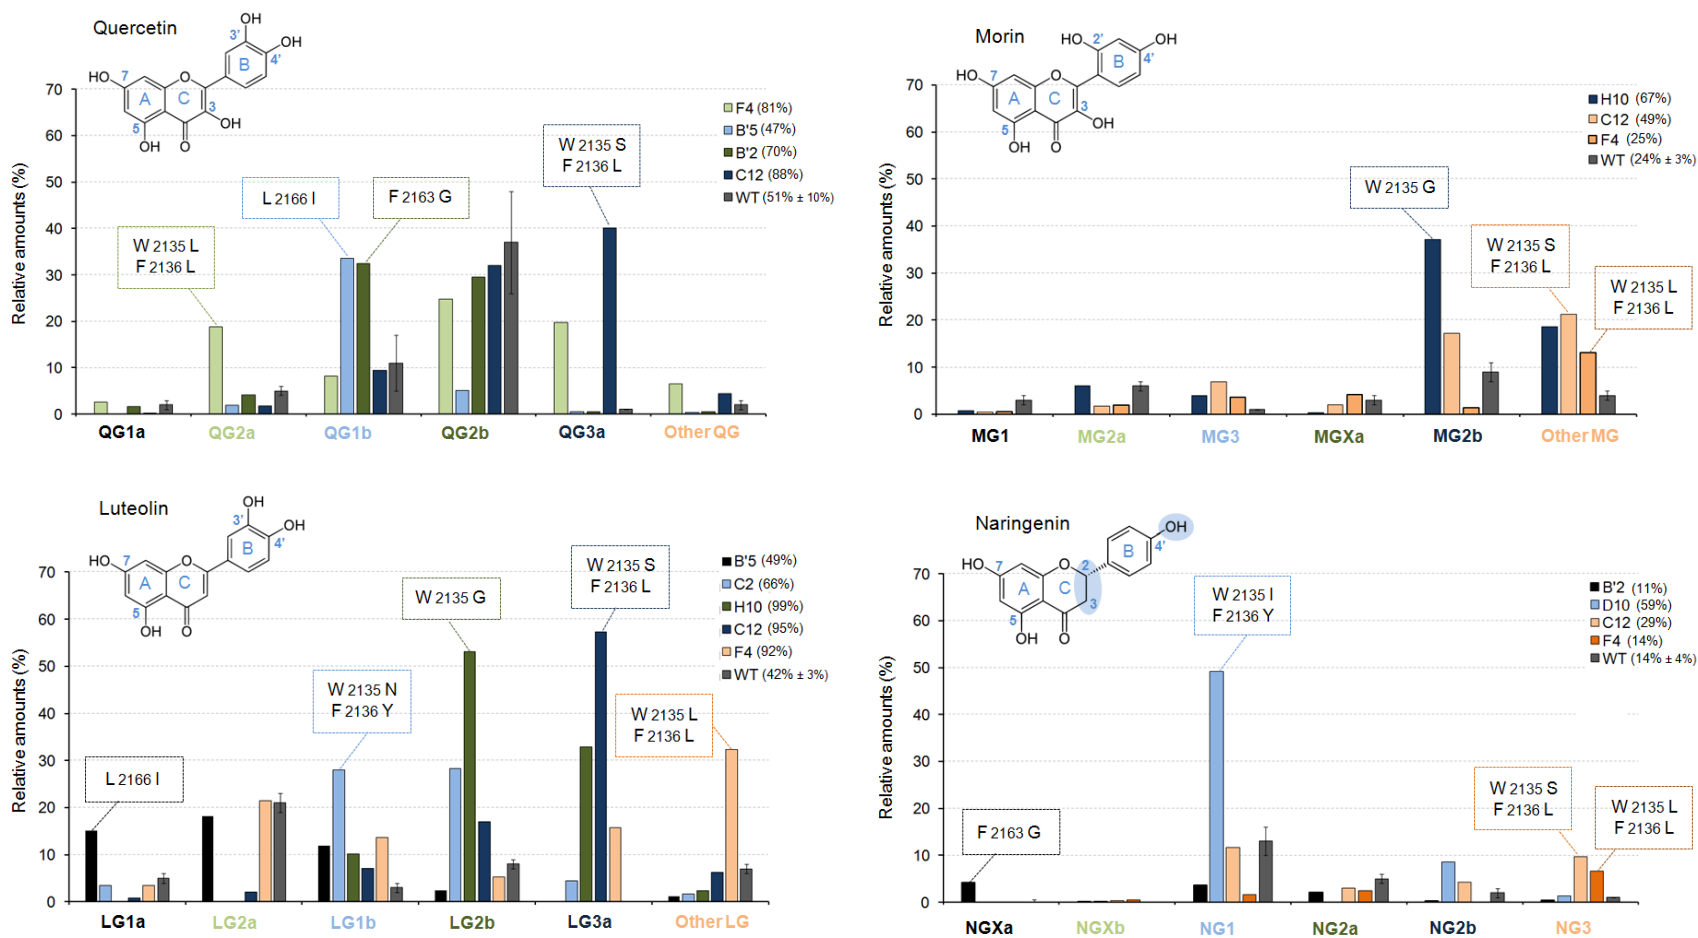 Quercetin
OH
3'
OH
B
4'
HO
7
O
A
C
3
5
OH
OH
O
Relative amounts (%)
70
60
50
40
30
20
10
0
F4 (81%)
B'5 (47%)
B'2 (70%)
C12 (88%)
WT (51% ± 10%)
W 2135 L
F 2136 L
L 2166 I
F 2163 G
W 2135 S
F 2136 L
QG1a
QG2a
QG1b
QG2b
QG3a
Other QG
Morin
HO
2'
OH
B
4'
HO
7
O
A
C
3
5
OH
OH
O
Relative amounts (%)
70
60
50
40
30
20
10
0
H10 (67%)
C12 (49%)
F4 (25%)
WT (24% ± 3%)
W 2135 G
W 2135 S
F 2136 L
W 2135 L
F 2136 L
MG1
MG2a
MG3
MGXa
MG2b
Other MG
Luteolin
OH
3'
OH
B
4'
HO
7
O
A
C
5
OH
O
Relative amounts (%)
70
60
50
40
30
20
10
0
B'5 (49%)
C2 (66%)
H10 (99%)
C12 (95%)
F4 (92%)
WT (42% ± 3%)
L 2166 I
W 2135 N
F 2136 Y
W 2135 G
W 2135 S
F 2136 L
W 2135 L
F 2136 L
LG1a
LG2a
LG1b
LG2b
LG3a
Other LG
Naringenin
OH
B
4'
HO
7
O
2
A
C
3
5
OH
O
Relative amounts (%)
70
60
50
40
30
20
10
0
B'2 (11%)
D10 (59%)
C12 (29%)
F4 (14%)
WT (14% ± 4%)
F 2163 G
W 2135 I
F 2136 Y
W 2135 S
F 2136 L
W 2135 L
F 2136 L
NGXa
NGXb
NG1
NG2a
NG2b
NG3